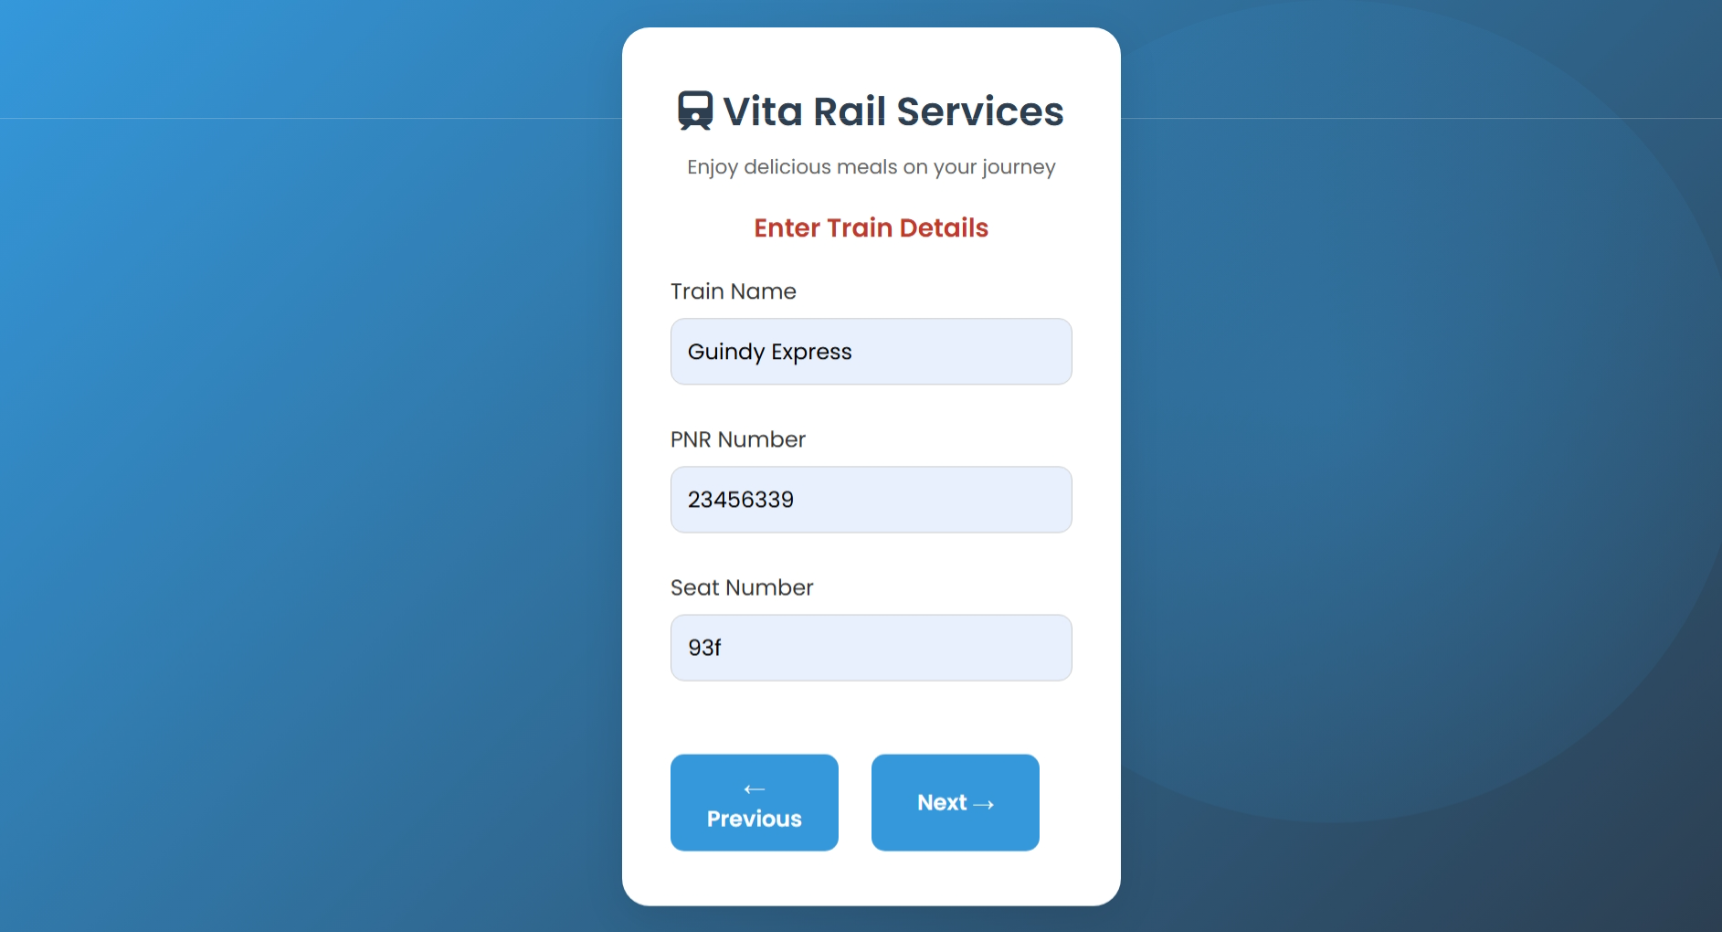 Vita Rail Services
Enjoy delicious meals on your journey
Enter Train Details
Train Name
Guindy Express
PNR Number
23456339
Seat Number
93f
←
Previous
Next →